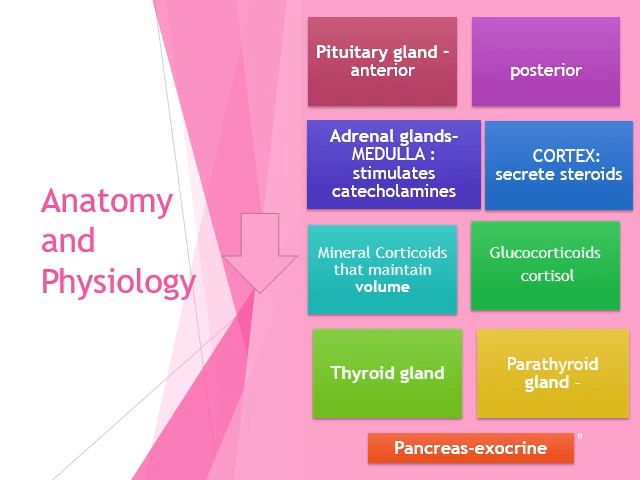 Anatomy
and
Physiology
Pituitary gland –
anterior
posterior
Adrenal glands-
MEDULLA :
stimulates
catecholamines
CORTEX:
secrete steroids
Mineral Corticoids
that maintain
volume
Glucocorticoids
cortisol
Thyroid gland
Parathyroid
gland –
Pancreas-exocrine
8